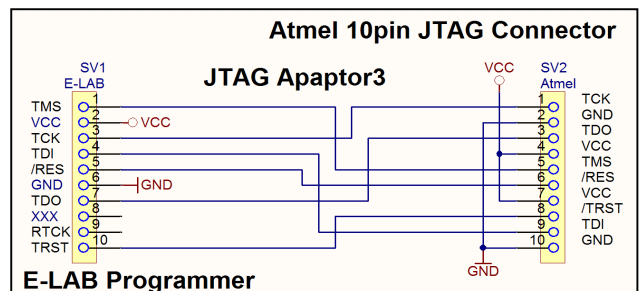 Atmel 10pin JTAG Connector
JTAG Apaptor3
SV1
E-LAB
TMS 1
VCC 2 VCC
TCK 3
TDI 4
/RES 5
GND 6 GND
TDO 7
XXX 8
RTCK 9
TRST 10
VCC
SV2
Atmel
1 TCK
2 GND
3 TDO
4 VCC
5 TMS
6 /RES
7 VCC
8 /TRST
9 TDI
10 GND
GND
E-LAB Programmer